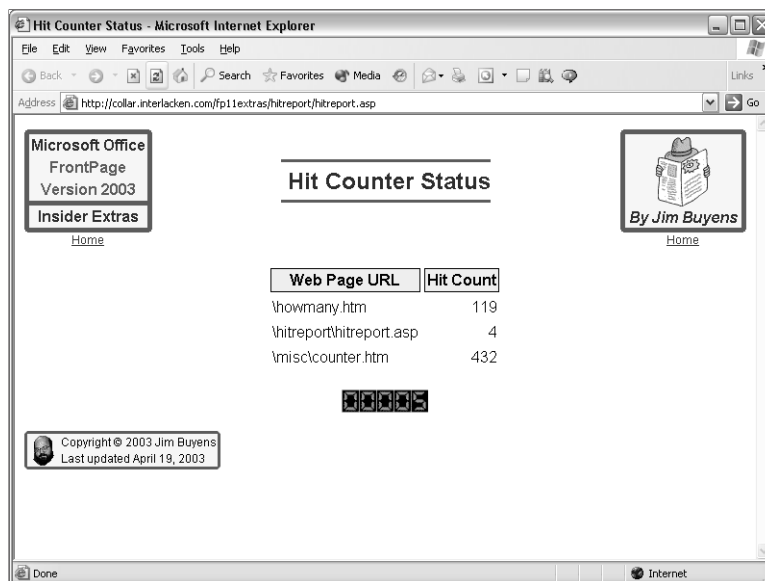 Hit Counter Status - Microsoft Internet Explorer
File Edit View Favorites Tools Help
Back Search Favorites Media Links »
Address http://collar.interlacken.com/fp11extras/hitreport/hitreport.asp Go
Microsoft Office
FrontPage
Version 2003
Insider Extras
Home
Hit Counter Status
By Jim Buyens
Home
Web Page URL Hit Count
\howmany.htm 119
\hitreport\hitreport.asp 4
\misc\counter.htm 432
00005
Copyright © 2003 Jim Buyens
Last updated April 19, 2003
Done Internet